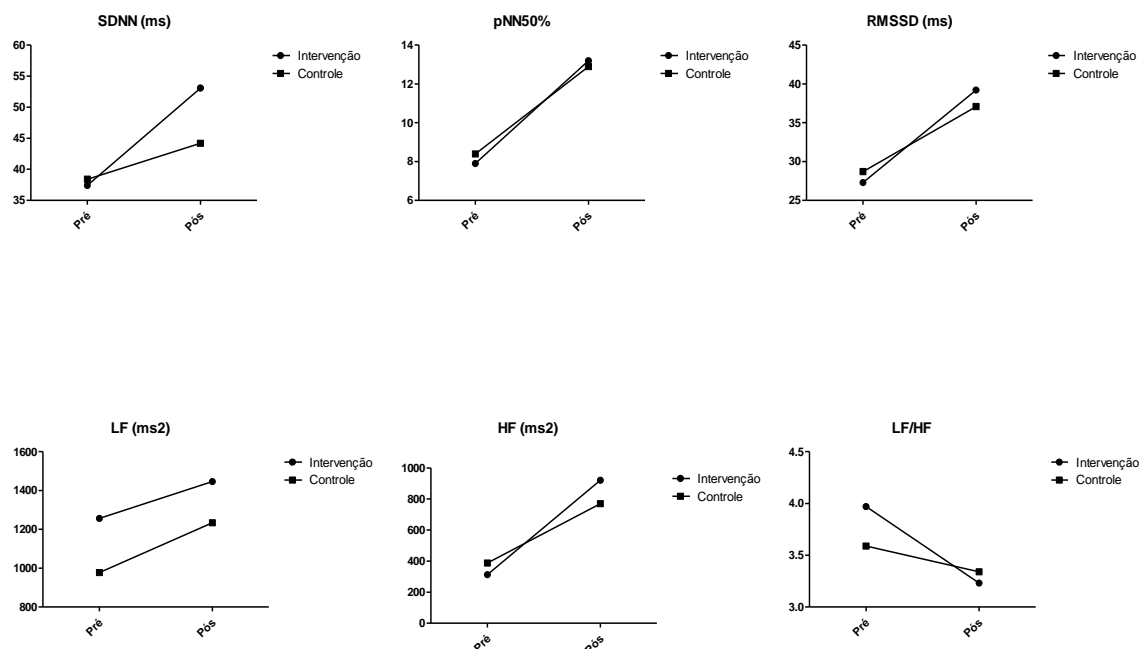 SDNN (ms)
60
55
50
45
40
35
Pré
Pós
Intervenção
Controle
pNN50%
14
12
10
8
6
Pré
Pós
Intervenção
Controle
RMSSD (ms)
45
40
35
30
25
Pré
Pós
Intervenção
Controle
LF (ms2)
1600
1400
1200
1000
800
Pré
Pós
Intervenção
Controle
HF (ms2)
1000
800
600
400
200
0
Pré
Pós
Intervenção
Controle
LF/HF
4.5
4.0
3.5
3.0
Pré
Pós
Intervenção
Controle